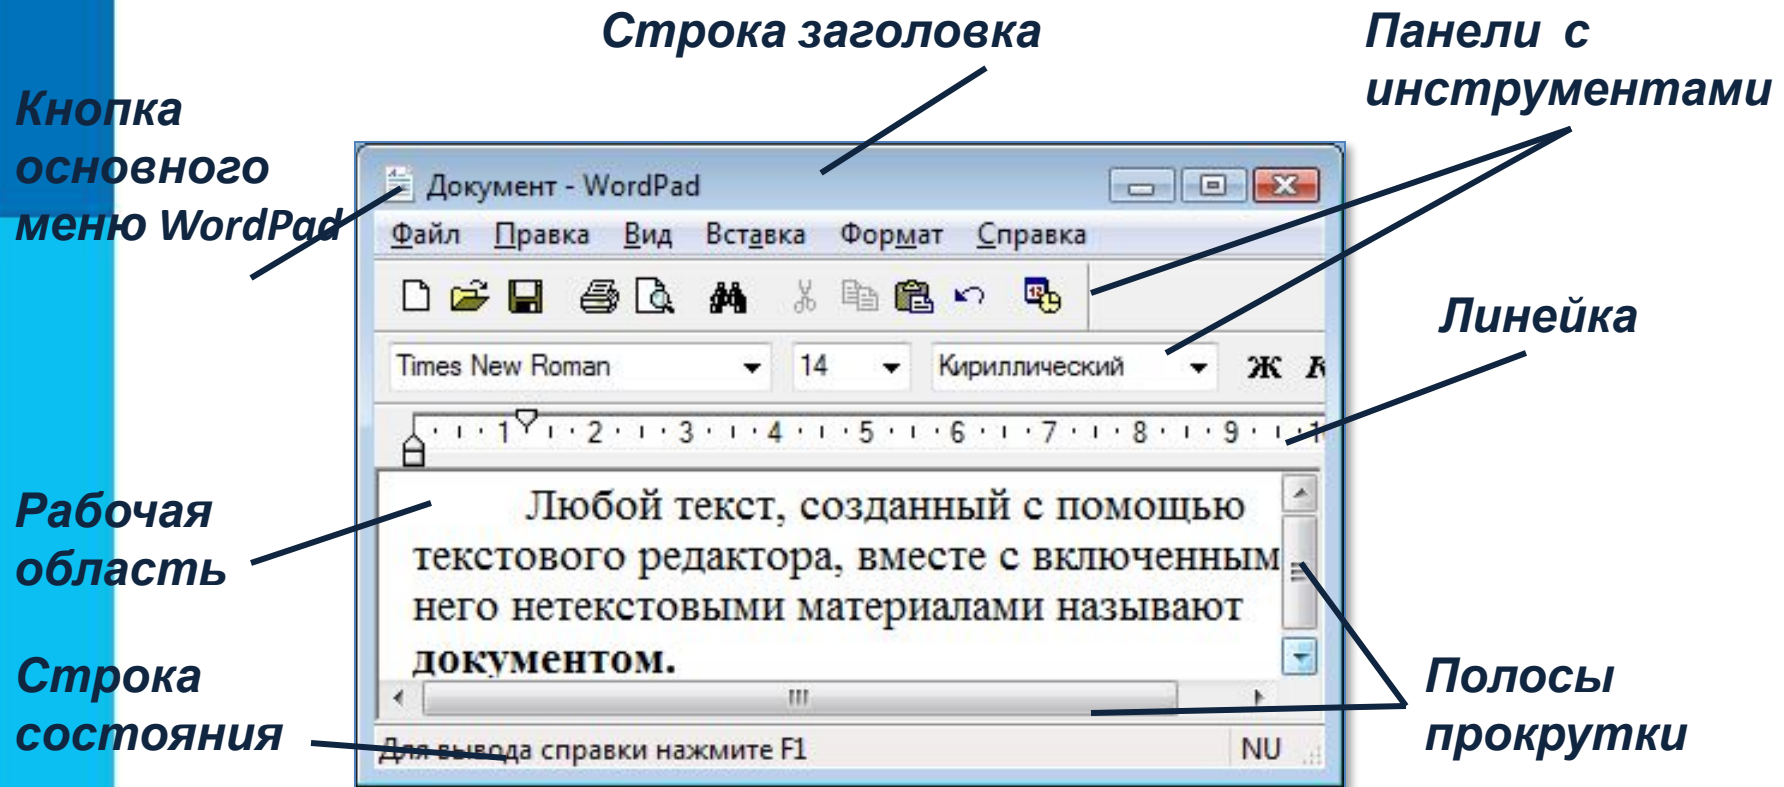 Строка заголовка
Панели с
инструментами
Кнопка
основного
меню WordPad
Документ - WordPad
Файл Правка Вид Вставка Формат Справка
12
Times New Roman 14 Кириллический Ж К
Линейка
1 2 3 4 5 6 7 8 9 1
Рабочая
область
Любой текст, созданный с помощью
текстового редактора, вместе с включенным
него нетекстовыми материалами называют
документом.
Строка
состояния
Полосы
прокрутки
Для вывода справки нажмите F1 NU